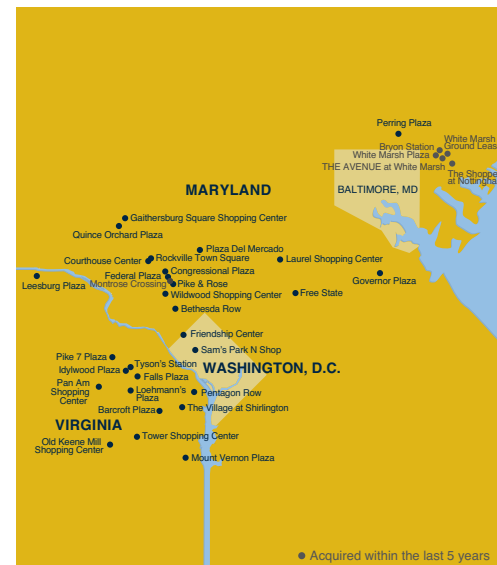 Perring Plaza
White Marsh
Bryon Station
Ground Leas
White Marsh Plaza
THE AVENUE at White Marsh
The Shoppe
at Nottingha
BALTIMORE, MD
MARYLAND
Gaithersburg Square Shopping Center
Quince Orchard Plaza
Plaza Del Mercado
Courthouse Center
Rockville Town Square
Laurel Shopping Center
Congressional Plaza
Federal Plaza
Governor Plaza
Leesburg Plaza
Montrose Crossing
Pike & Rose
Wildwood Shopping Center
Free State
Bethesda Row
Friendship Center
Sam's Park N Shop
Pike 7 Plaza
Tyson's Station
WASHINGTON, D.C.
Idylwood Plaza
Falls Plaza
Pan Am
Shopping
Center
Loehmann's
Plaza
Pentagon Row
Barcroft Plaza
The Village at Shirlington
VIRGINIA
Tower Shopping Center
Old Keene Mill
Shopping Center
Mount Vernon Plaza
Acquired within the last 5 years